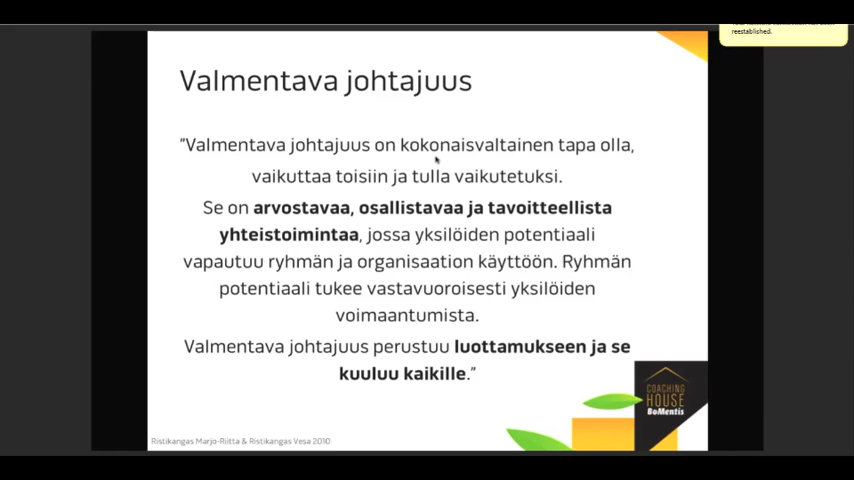 reestablished.
Valmentava johtajuus
"Valmentava johtajuus on kokonaisvaltainen tapa olla,
vaikuttaa toisiin ja tulla vaikutetuksi.
Se on arvostavaa, osallistavaa ja tavoitteellista
yhteistoimintaa, jossa yksilöiden potentiaali
vapautuu ryhmän ja organisaation käyttöön. Ryhmän
potentiaali tukee vastavuoroisesti yksilöiden
voimaantumista.
Valmentava johtajuus perustuu luottamukseen ja se
kuuluu kaikille."
COACHING
HOUSE
BoMentis
Ristikangas Marjo-Riitta & Ristikangas Vesa 2010